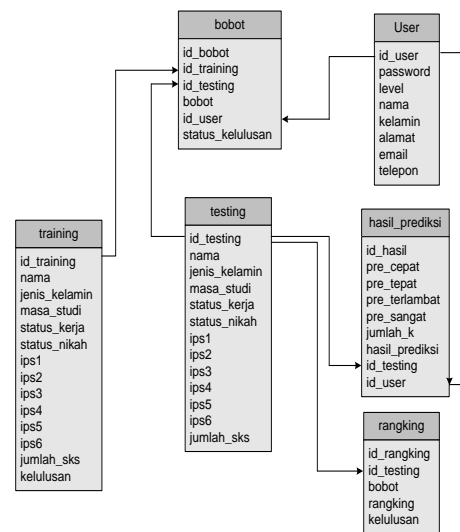 bobot
id_bobot
id_training
id_testing
bobot
id_user
status_kelulusan
User
id_user
password
level
nama
kelamin
alamat
email
telepon
training
id_training
nama
jenis_kelamin
masa_studi
status_kerja
status_nikah
ips1
ips2
ips3
ips4
ips5
ips6
jumlah_sks
kelulusan
testing
id_testing
nama
jenis_kelamin
masa_studi
status_kerja
status_nikah
ips1
ips2
ips3
ips4
ips5
ips6
jumlah_sks
hasil_prediksi
id_hasil
pre_cepat
pre_tepat
pre_terlambat
pre_sangat
jumlah_k
hasil_prediksi
id_testing
id_user
rangking
id_rangking
id_testing
bobot
rangking
kelulusan